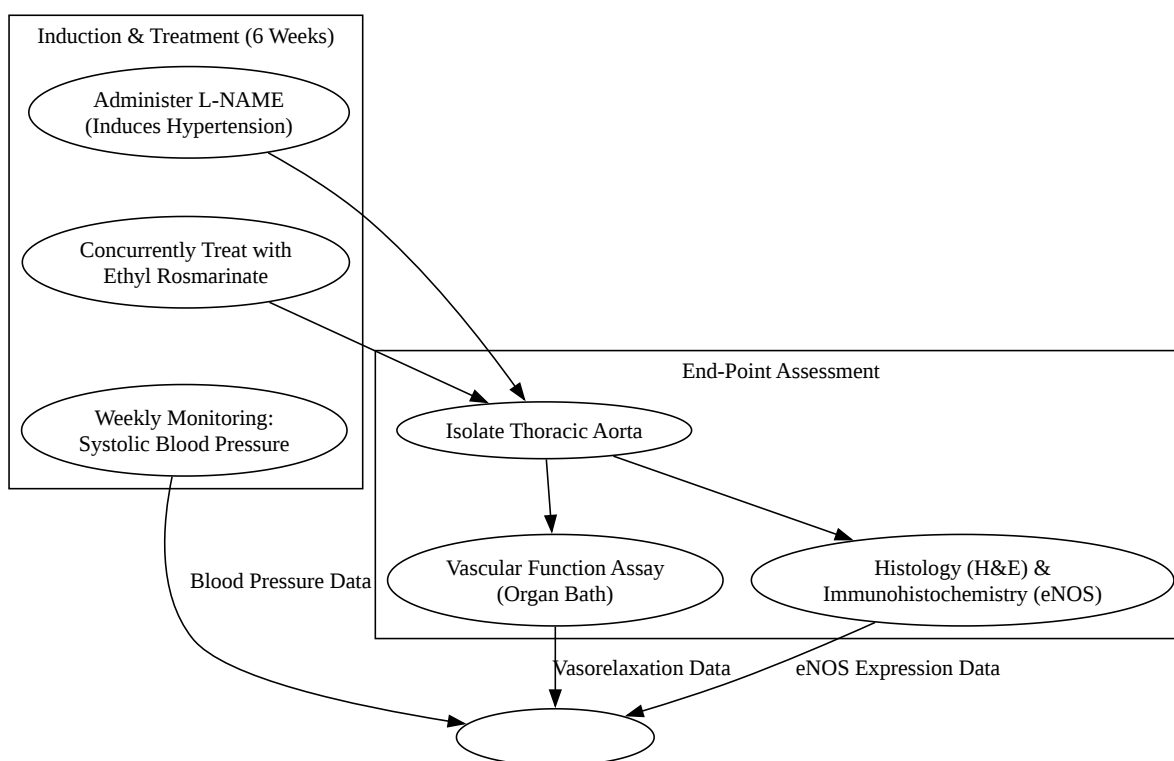 Induction & Treatment (6 Weeks)
Administer L-NAME
(Induces Hypertension)
Concurrently Treat with
Ethyl Rosmarinate
Weekly Monitoring:
Systolic Blood Pressure
End-Point Assessment
Isolate Thoracic Aorta
Vascular Function Assay
(Organ Bath)
Histology (H&E) &
Immunohistochemistry (eNOS)
Blood Pressure Data
Vasorelaxation Data
eNOS Expression Data